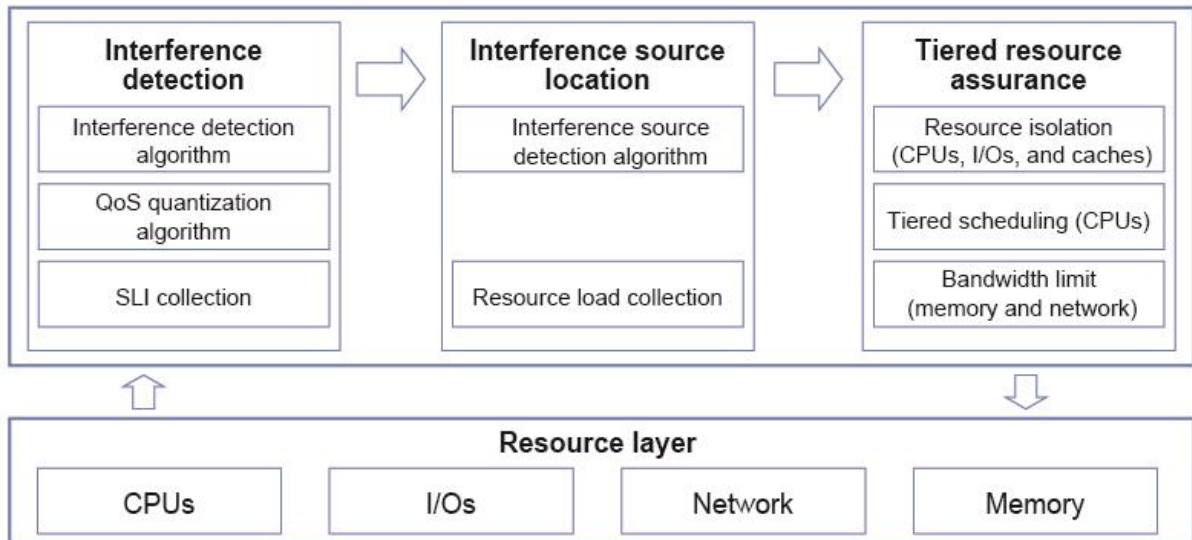 Interference
detection
Interference detection
algorithm
QoS quantization
algorithm
SLI collection
Interference source
location
Interference source
detection algorithm
Resource load collection
Tiered resource
assurance
Resource isolation
(CPUs, I/Os, and caches)
Tiered scheduling (CPUs)
Bandwidth limit
(memory and network)
Resource layer
CPUs
I/Os
Network
Memory